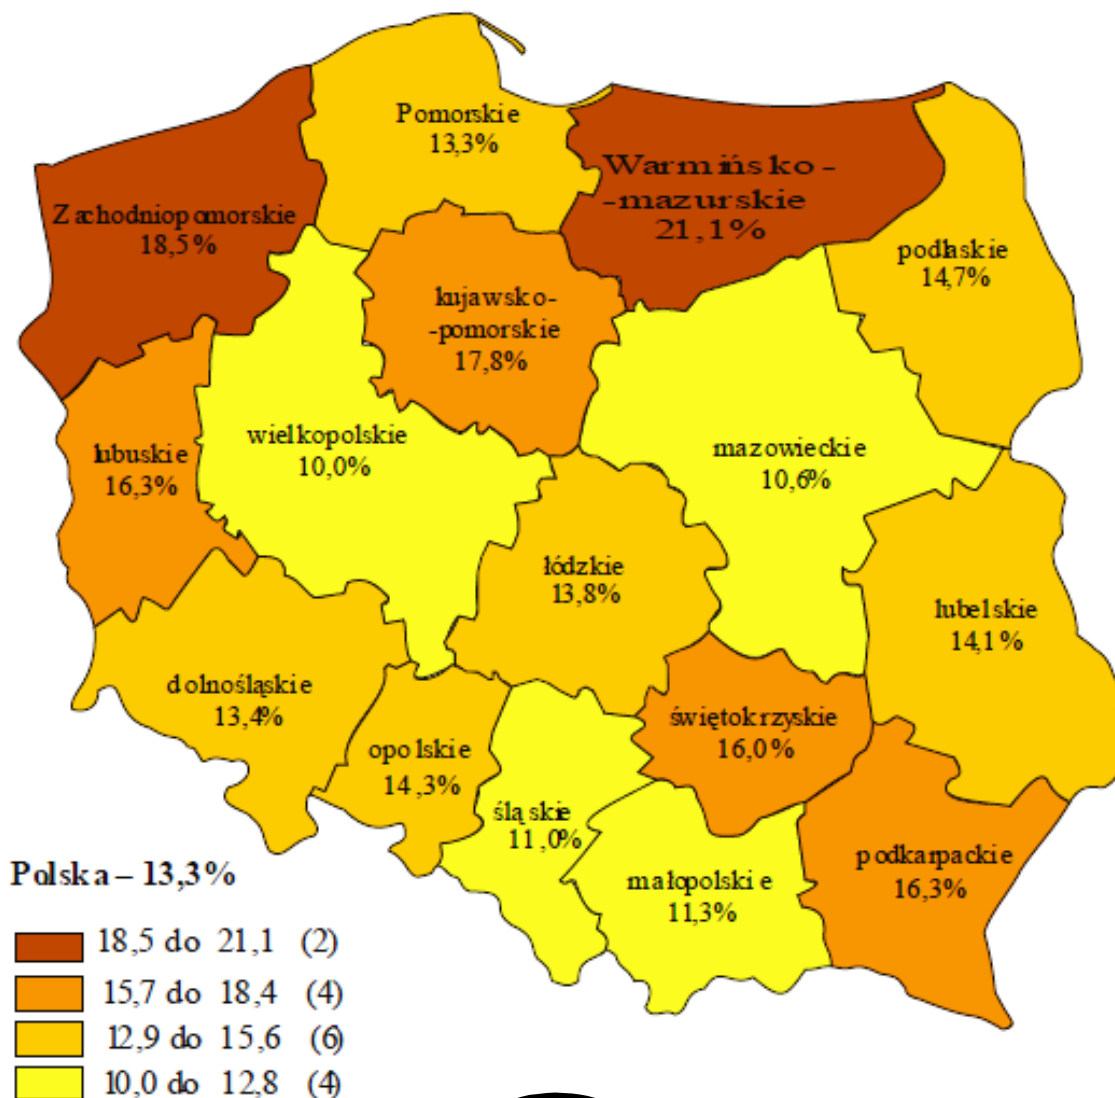 Pomorskie
13,3%
Warmińsko-
-mazurskie
21,1%
Zachodniopomorskie
18,5%
podlaskie
14,7%
kujawsko-
-pomorskie
17,8%
lubuskie
16,3%
wielkopolskie
10,0%
mazowieckie
10,6%
łódzkie
13,8%
lubelskie
14,1%
dolnośląskie
13,4%
opolskie
14,3%
świętokrzyskie
16,0%
śląskie
11,0%
małopolskie
11,3%
podkarpackie
16,3%
Polska – 13,3%
18,5 do 21,1 (2)
15,7 do 18,4 (4)
12,9 do 15,6 (6)
10,0 do 12,8 (4)